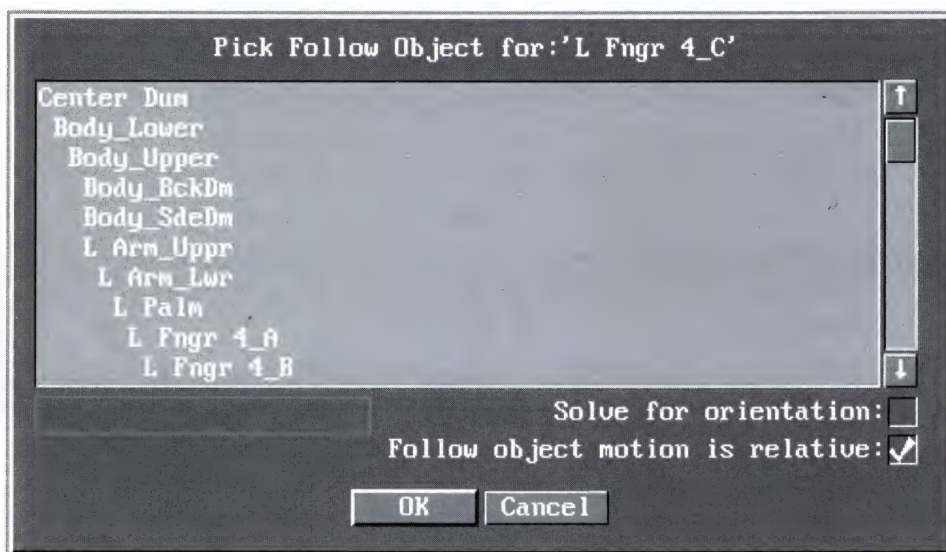 Pick Follow Object for:'L Fngr 4_C'
Center Dum
Body_Lower
Body_Upper
Body_BckDm
Body_SdeDm
L Arm_Uppr
L Arm_Lwr
L Palm
L Fngr 4_A
L Fngr 4_B
Solve for orientation:
Follow object motion is relative:
OK Cancel